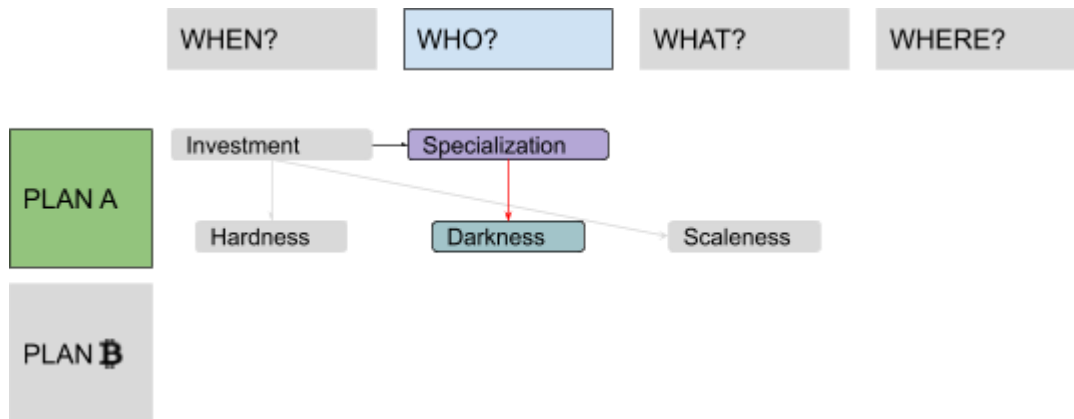 WHEN?
WHO?
WHAT?
WHERE?
PLAN A
Investment
Specialization
Hardness
Darkness
Scaleness
PLAN ₿